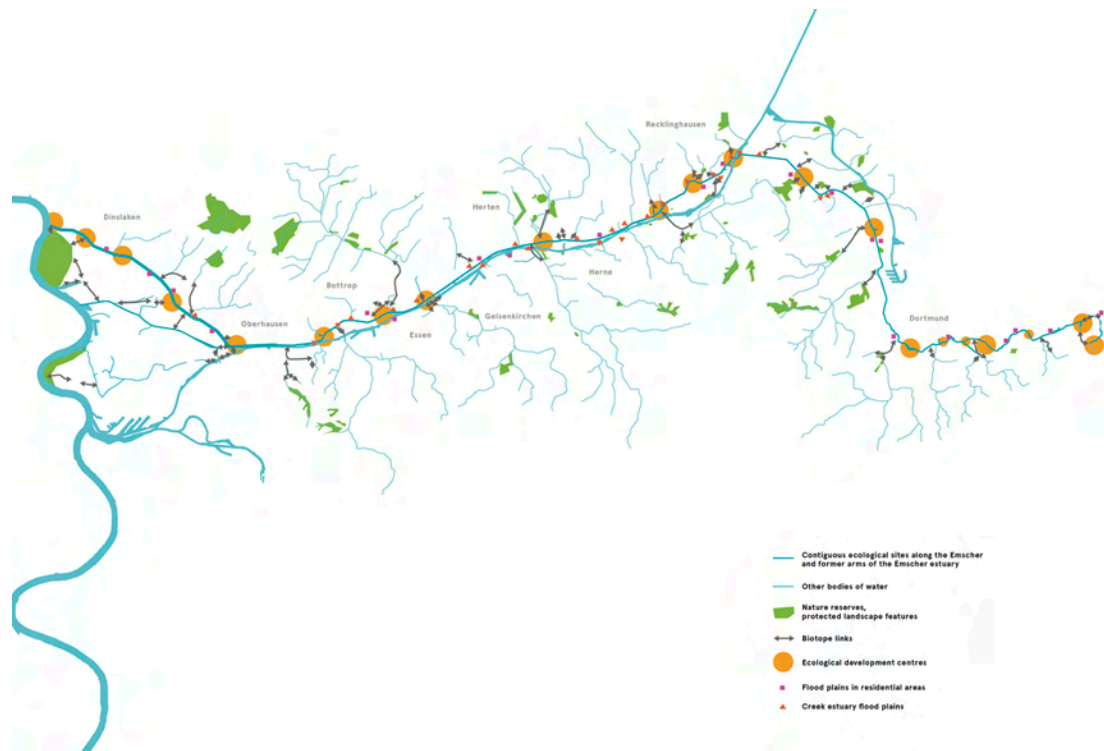 Recklinghausen
Herten
Dinslaken
Herne
Bottrop
Gelsenkirchen
Dortmund
Oberhausen
Essen
Contiguous ecological sites along the Emscher
and former arms of the Emscher estuary
Other bodies of water
Nature reserves,
protected landscape features
Biotope links
Ecological development centres
Flood plains in residential areas
Creek estuary flood plains